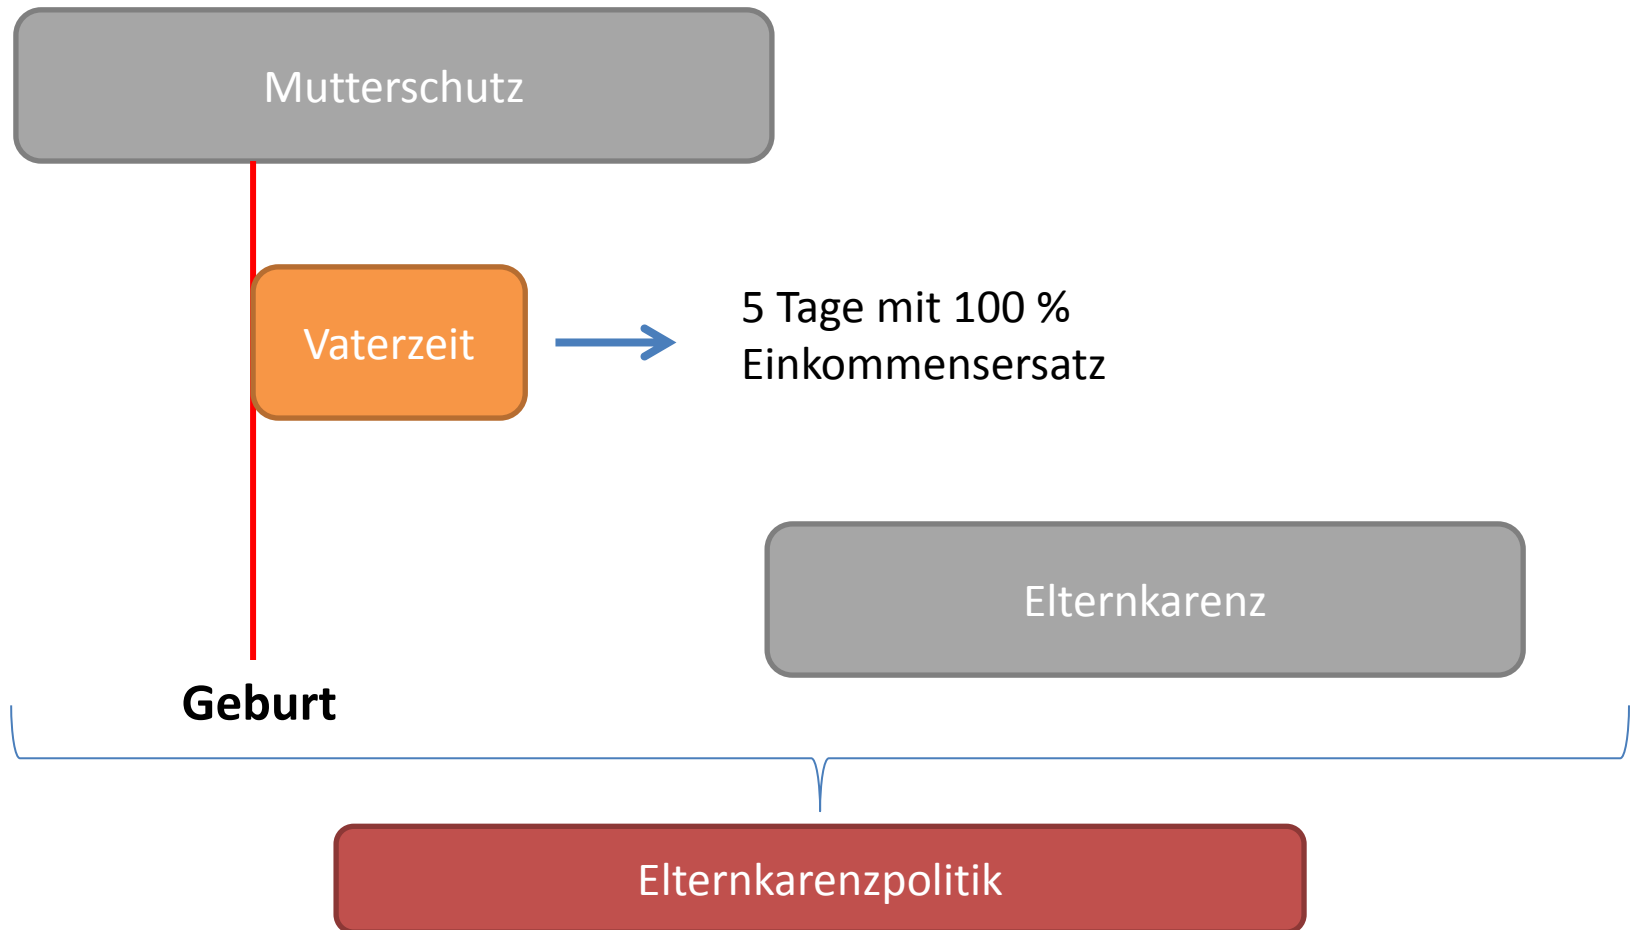 Mutterschutz
Vaterzeit
5 Tage mit 100 %
Einkommensersatz
Elternkarenz
Geburt
Elternkarenzpolitik